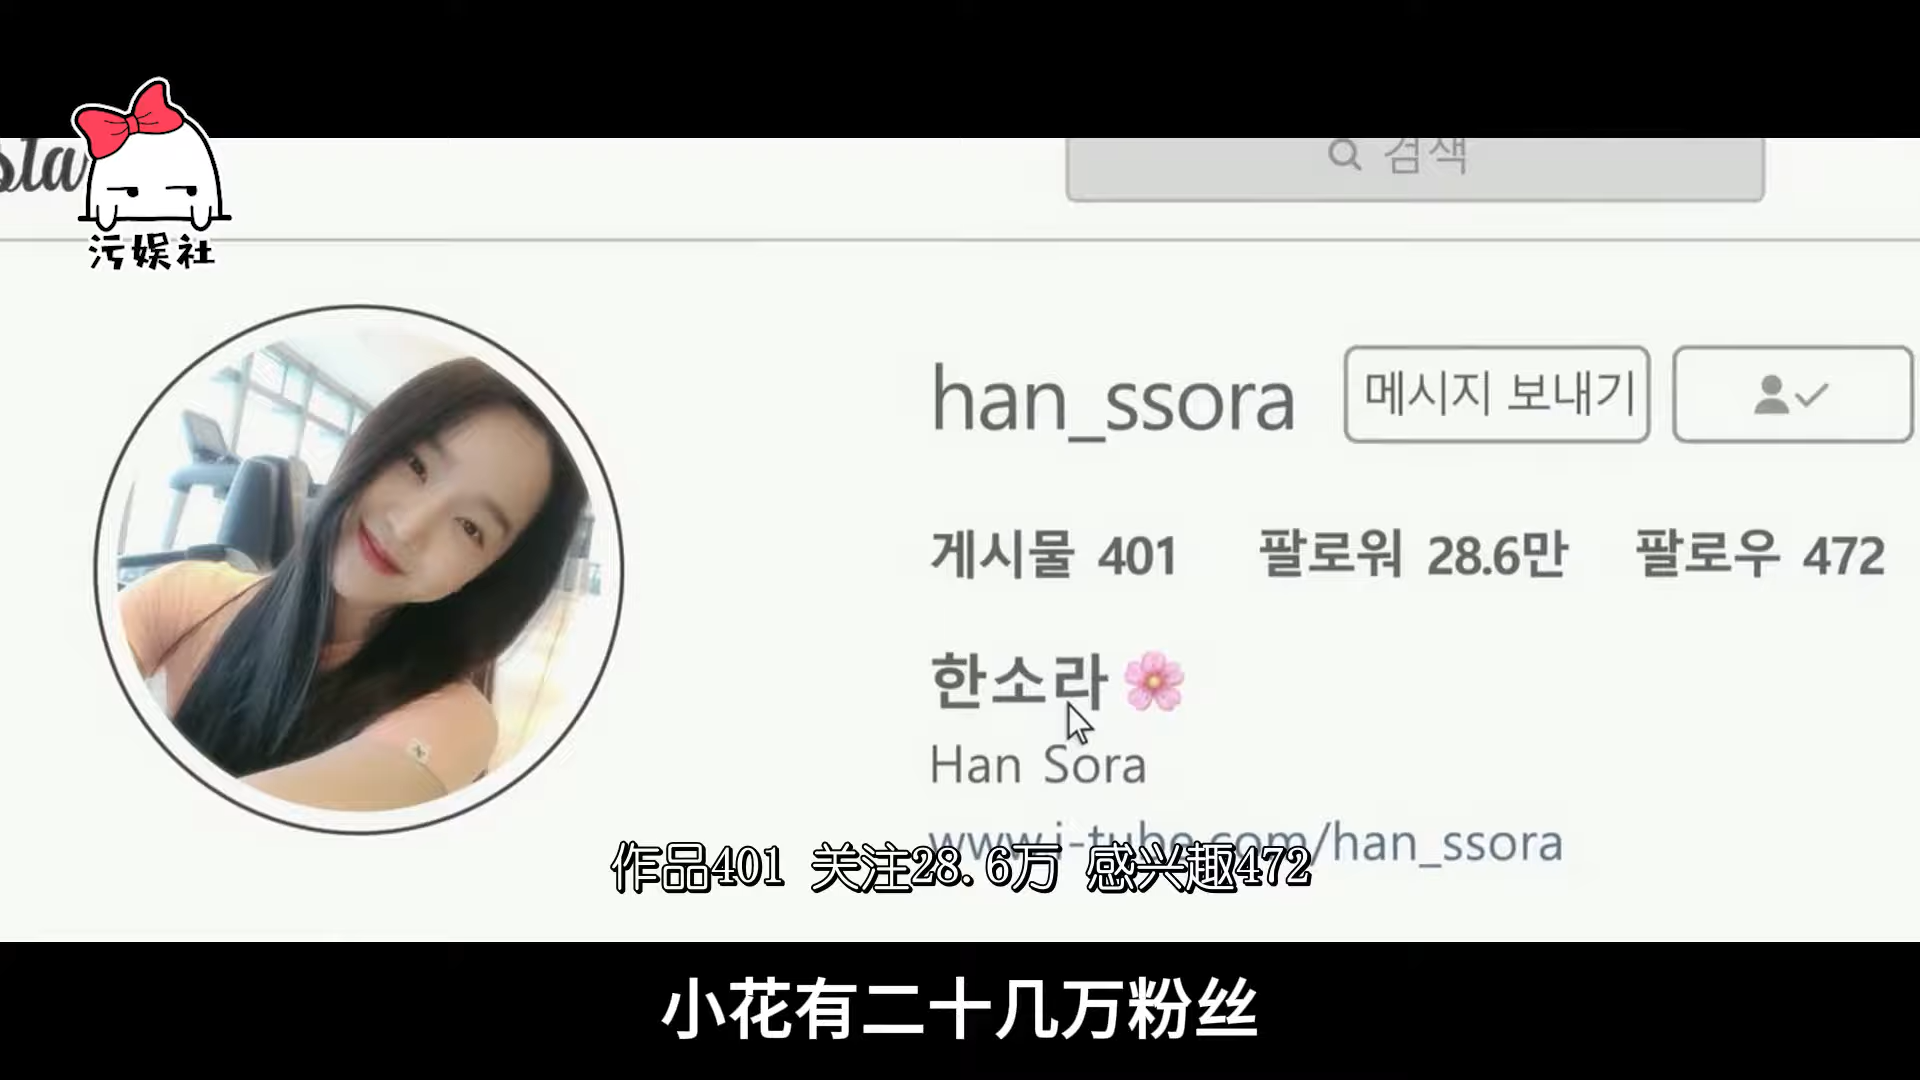 sta
검색
污娱社
han_ssora
메시지 보내기
게시물 401 팔로워 28.6만 팔로우 472
한소라🌸
Han Sora
www.i-tube.com/han_ssora
作品401 关注28.6万 感兴趣472
小花有二十几万粉丝